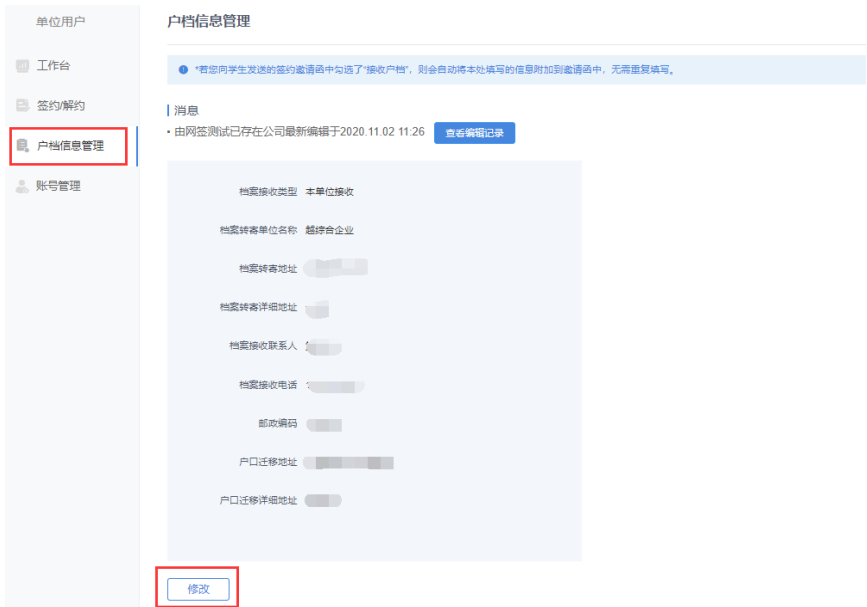 单位用户
工作台
签约/解约
户档信息管理
账号管理
户档信息管理
*若您向学生发送的签约邀请函中勾选了“接收户档”，则会自动将本处填写的信息附加到邀请函中，无需重复填写。
消息
• 由网签测试已存在公司最新编辑于2020.11.02 11:26 查看编辑记录
档案接收类型 本单位接收
档案转寄单位名称 越综合企业
档案转寄地址
档案转寄详细地址
档案接收联系人
档案接收电话
邮政编码
户口迁移地址
户口迁移详细地址
修改